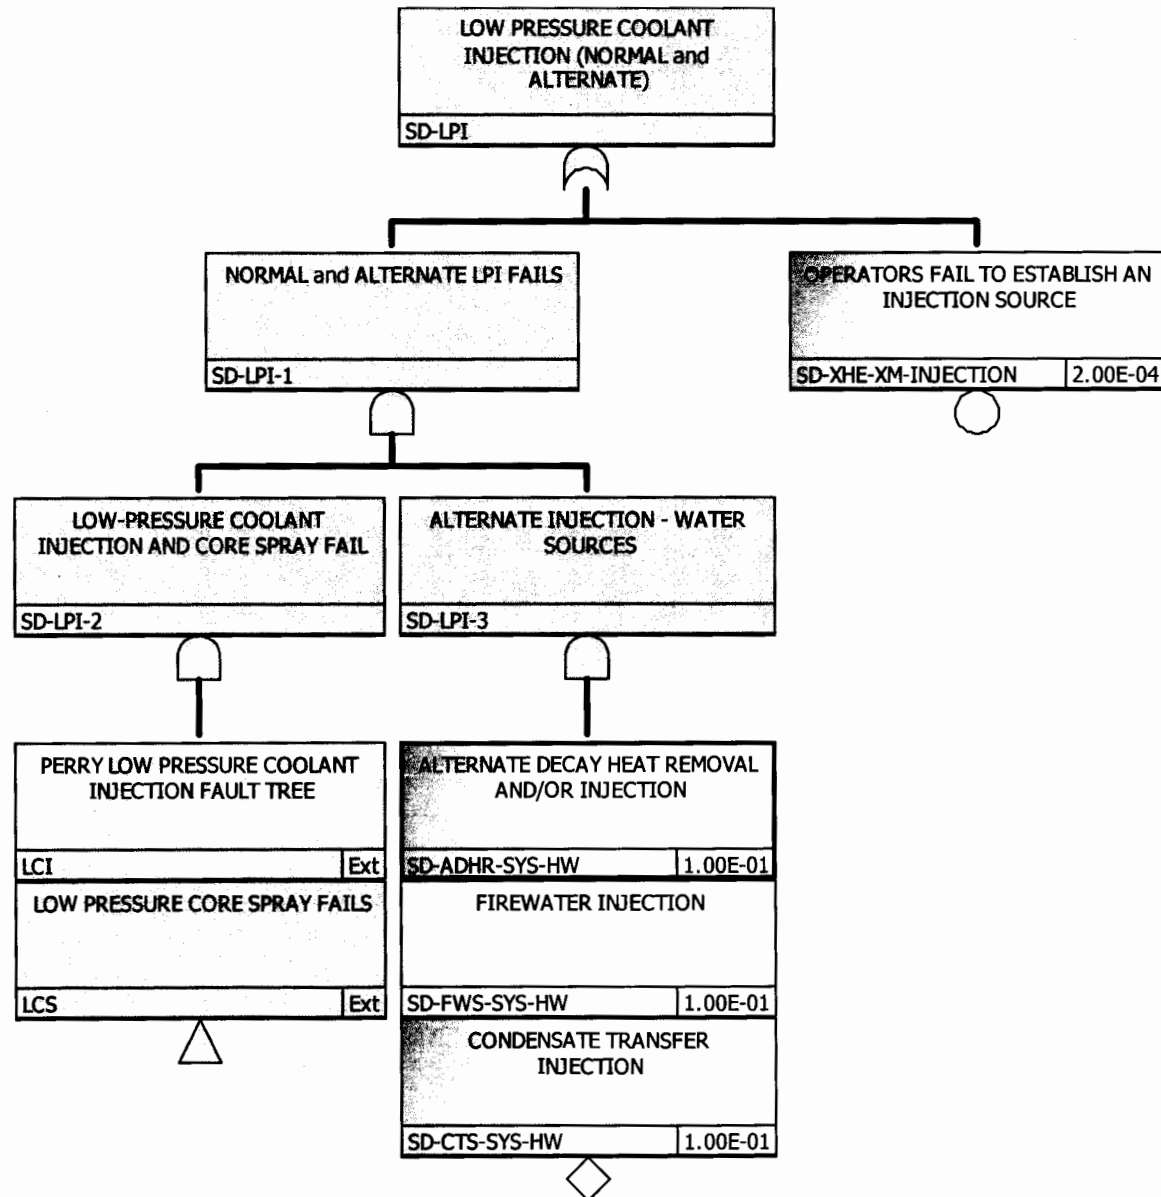 LOW PRESSURE COOLANT
INJECTION (NORMAL and
ALTERNATE)
SD-LPI
NORMAL and ALTERNATE LPI FAILS
SD-LPI-1
OPERATORS FAIL TO ESTABLISH AN
INJECTION SOURCE
SD-XHE-XM-INJECTION 2.00E-04
LOW-PRESSURE COOLANT
INJECTION AND CORE SPRAY FAIL
SD-LPI-2
ALTERNATE INJECTION - WATER
SOURCES
SD-LPI-3
PERRY LOW PRESSURE COOLANT
INJECTION FAULT TREE
LCI Ext
LOW PRESSURE CORE SPRAY FAILS
LCS Ext
ALTERNATE DECAY HEAT REMOVAL
AND/OR INJECTION
SD-ADHR-SYS-HW 1.00E-01
FIREWATER INJECTION
SD-FWS-SYS-HW 1.00E-01
CONDENSATE TRANSFER
INJECTION
SD-CTS-SYS-HW 1.00E-01